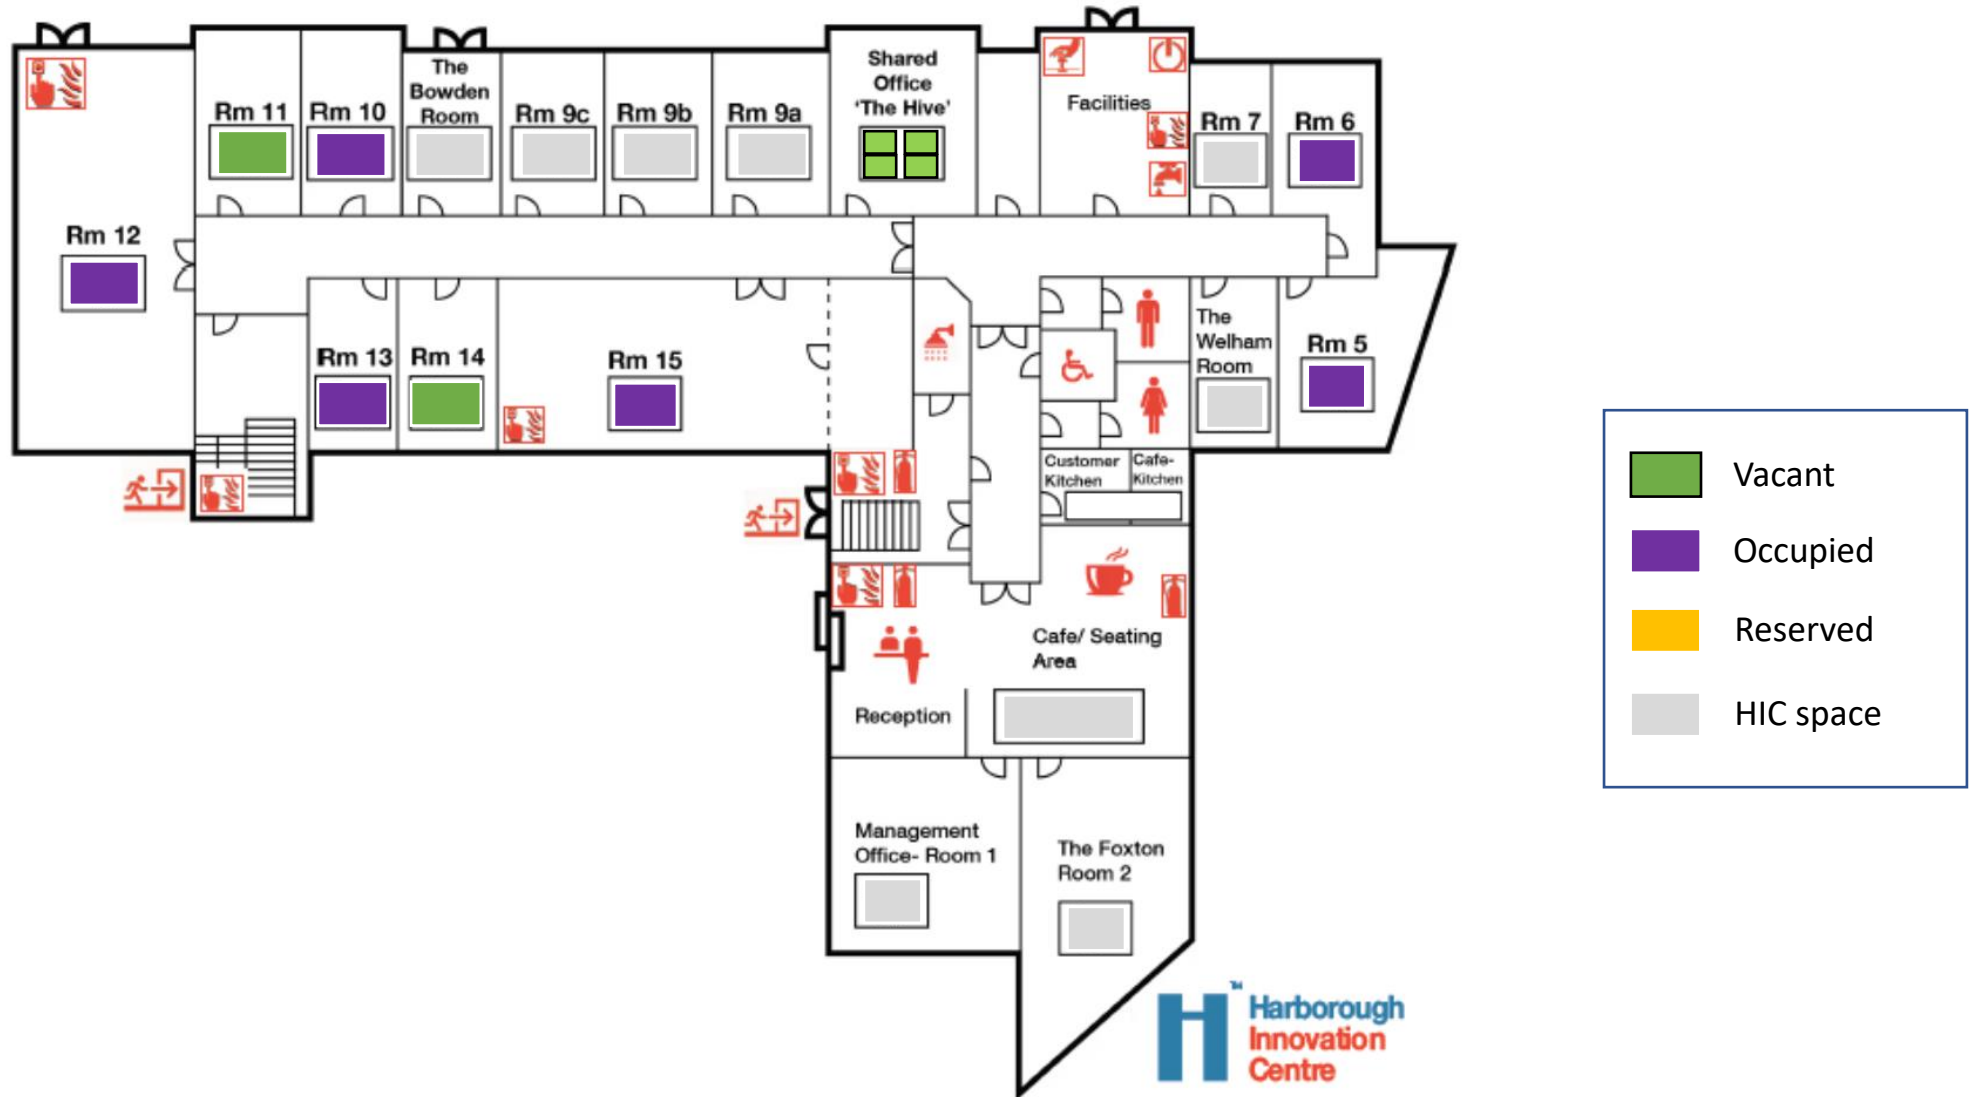 Rm 11
Rm 10
The
Bowden
Room
Rm 9c
Rm 9b
Rm 9a
Shared
Office
'The Hive'
Facilities
Rm 7
Rm 6
Rm 12
Rm 13
Rm 14
Rm 15
The
Welham
Room
Rm 5
Customer
Kitchen
Cafe-
Kitchen
Cafe/ Seating
Area
Reception
Management
Office- Room 1
The Foxton
Room 2
Vacant
Occupied
Reserved
HIC space
TM
Harborough
Innovation
Centre